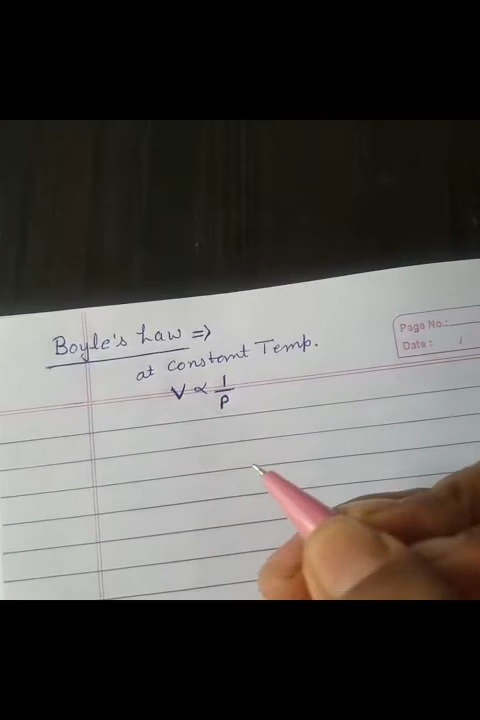 Boyle's Law =>
at constant Temp.
V ∝ 1/P
Page No.:
Date: /